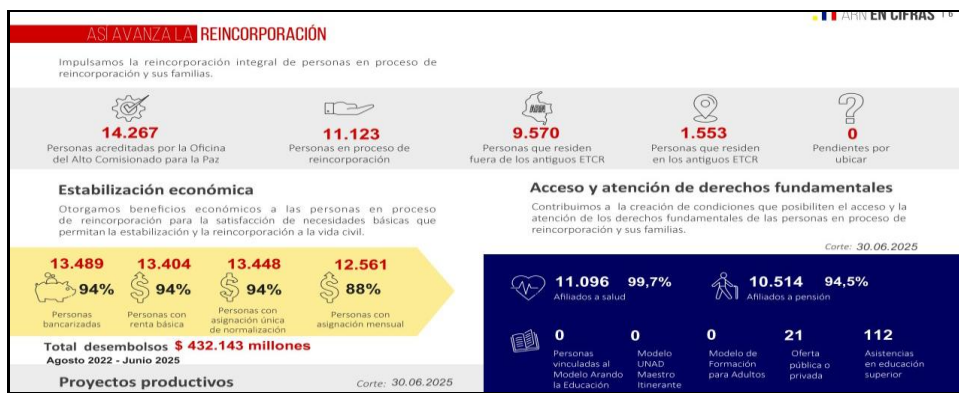 ARN EN CIFRAS | 6
ASÍ AVANZA LA REINCORPORACIÓN
Impulsamos la reincorporación integral de personas en proceso de
reincorporación y sus familias.
ARN
14.267
Personas acreditadas por la Oficina
del Alto Comisionado para la Paz
11.123
Personas en proceso de
reincorporación
9.570
Personas que residen
fuera de los antiguos ETCR
1.553
Personas que residen
en los antiguos ETCR
0
Pendientes por
ubicar
Estabilización económica
Otorgamos beneficios económicos a las personas en proceso
de reincorporación para la satisfacción de necesidades básicas que
permitan la estabilización y la reincorporación a la vida civil.
13.489
94%
Personas
bancarizadas
13.404
94%
Personas con
renta básica
13.448
94%
Personas con
asignación única
de normalización
12.561
88%
Personas con
asignación mensual
Total desembolsos $ 432.143 millones
Agosto 2022 - Junio 2025
Proyectos productivos
Corte: 30.06.2025
Acceso y atención de derechos fundamentales
Contribuimos a la creación de condiciones que posibiliten el acceso y la
atención de los derechos fundamentales de las personas en proceso de
reincorporación y sus familias.
Corte: 30.06.2025
11.096 99,7%
Afiliados a salud
10.514 94,5%
Afiliados a pensión
0
Personas
vinculadas al
Modelo Arando
la Educación
0
Modelo
UNAD
Maestro
Itinerante
0
Modelo de
Formación
para Adultos
21
Oferta
pública o
privada
112
Asistencias
en educación
superior